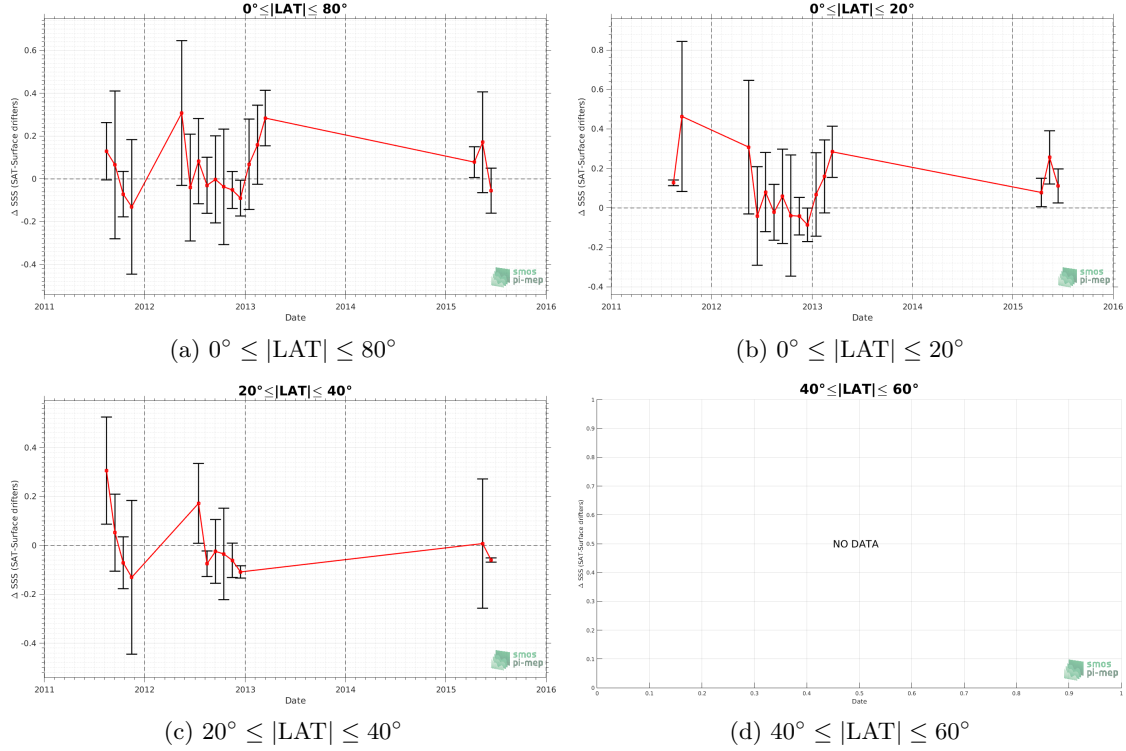 0°≤|LAT|≤ 80°
Δ SSS (SAT-Surface drifters)
0.6
0.4
0.2
0
-0.2
-0.4
2011 2012 2013 2014 2015 2016
Date
smos
pi-mep
(a) 0° ≤ |LAT| ≤ 80°
0°≤|LAT|≤ 20°
Δ SSS (SAT-Surface drifters)
0.8
0.6
0.4
0.2
0
-0.2
-0.4
2011 2012 2013 2014 2015 2016
Date
smos
pi-mep
(b) 0° ≤ |LAT| ≤ 20°
20°≤|LAT|≤ 40°
Δ SSS (SAT-Surface drifters)
0.4
0.2
0
-0.2
-0.4
2011 2012 2013 2014 2015 2016
Date
smos
pi-mep
(c) 20° ≤ |LAT| ≤ 40°
40°≤|LAT|≤ 60°
Δ SSS (SAT-Surface drifters)
1
0.9
0.8
0.7
0.6
0.5
0.4
0.3
0.2
0.1
0
NO DATA
0 0.1 0.2 0.3 0.4 0.5 0.6 0.7 0.8 0.9 1
Date
smos
pi-mep
(d) 40° ≤ |LAT| ≤ 60°